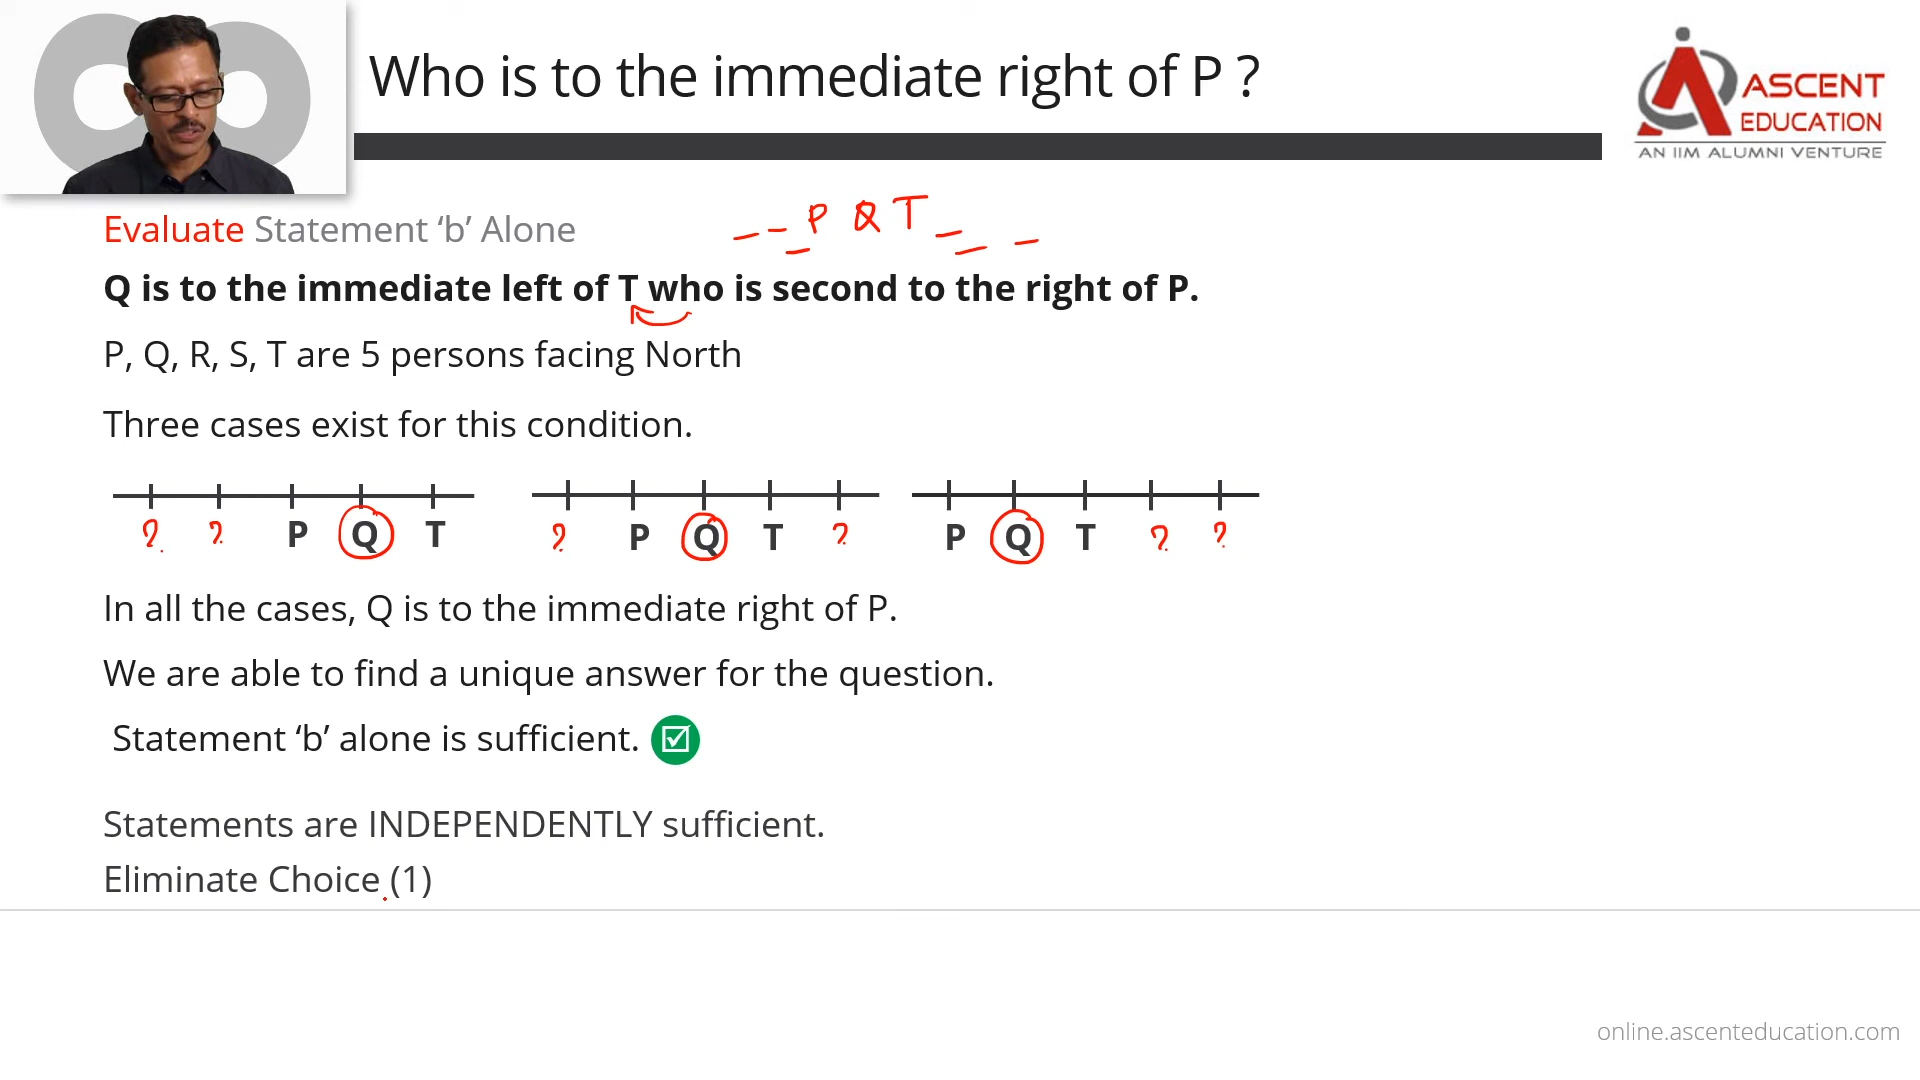 Who is to the immediate right of P ?
ASCENT
EDUCATION
AN IIM ALUMNI VENTURE
Evaluate Statement ‘b’ Alone
_ _ _ P Q T _ _ _
Q is to the immediate left of T who is second to the right of P.
P, Q, R, S, T are 5 persons facing North
Three cases exist for this condition.
? ? P Q T
? P Q T ?
P Q T ? ?
In all the cases, Q is to the immediate right of P.
We are able to find a unique answer for the question.
Statement ‘b’ alone is sufficient.
Statements are INDEPENDENTLY sufficient.
Eliminate Choice (1)
online.ascenteducation.com